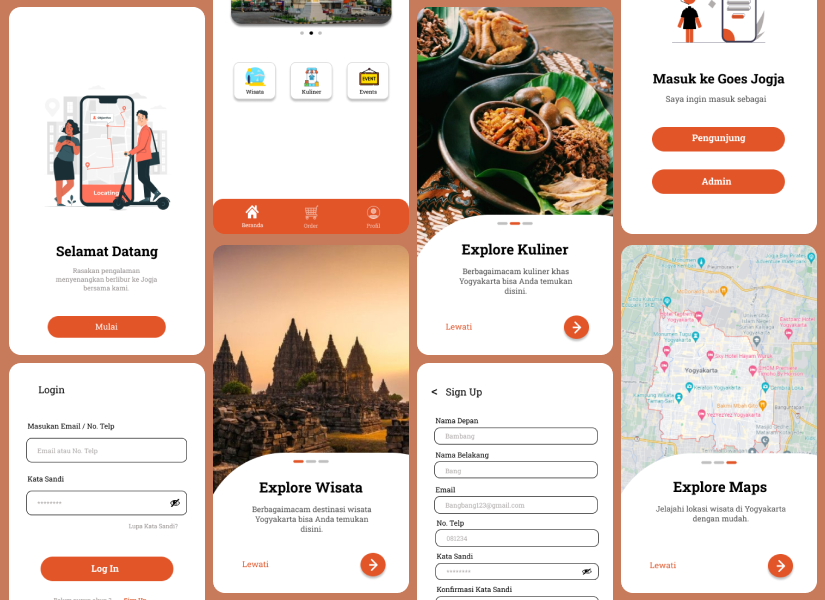 Locating
Selamat Datang
Rasakan pengalaman
menyenangkan berlibur ke Jogja
bersama kami.
Mulai
Login
Masukan Email / No. Telp
Email atau No. Telp
Kata Sandi
Lupa Kata Sandi?
Log In
Sign Up
Wisata
Kuliner
EVENT
Events
Beranda
Order
Profil
Explore Wisata
Berbagaimacam destinasi wisata
Yogyakarta bisa Anda temukan
disini.
Lewati
Explore Kuliner
Berbagaimacam kuliner khas
Yogyakarta bisa Anda temukan
disini.
Lewati
< Sign Up
Nama Depan
Bambang
Nama Belakang
Bang
Email
Bangbang123@gmail.com
No. Telp
081234
Kata Sandi
Konfirmasi Kata Sandi
Masuk ke Goes Jogja
Saya ingin masuk sebagai
Pengunjung
Admin
Yogyakarta
Explore Maps
Jelajahi lokasi wisata di Yogyakarta
dengan mudah.
Lewati